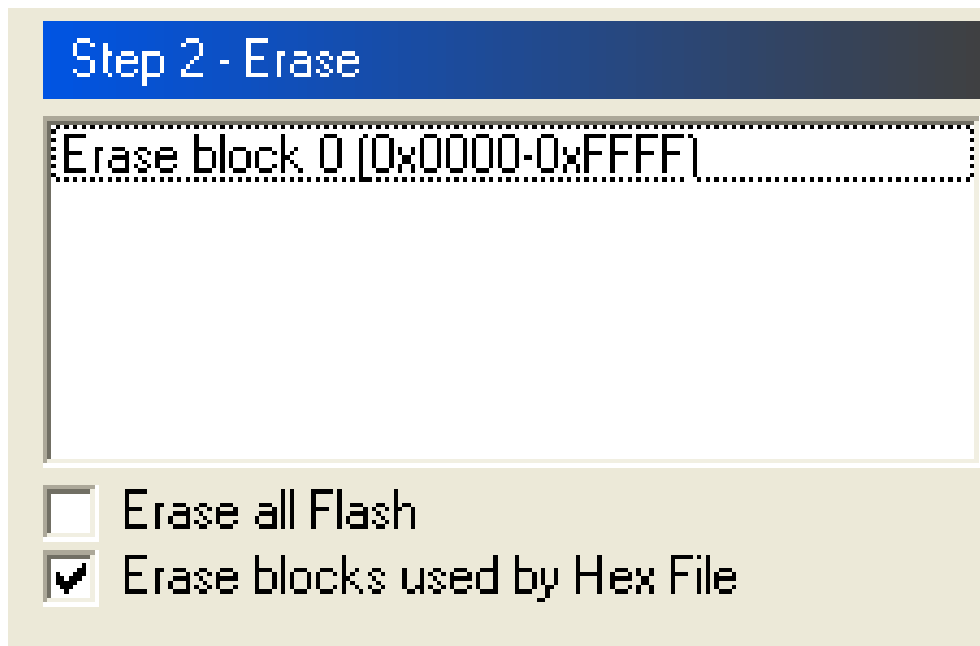 Step 2 - Erase
Erase block 0 (0x0000-0xFFFF)
Erase all Flash
Erase blocks used by Hex File